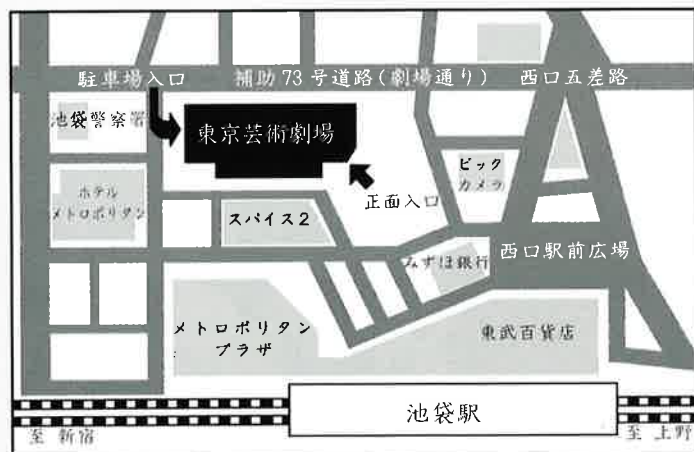 駐車場入口 補助73号道路(劇場通り) 西口五差路
池袋警察署
東京芸術劇場
ビック
カメラ
ホテル
メトロポリタン
正面入口
スパイス2
西口駅前広場
みずほ銀行
メトロポリタン
プラザ
東武百貨店
池袋駅
至 新宿
至 上野